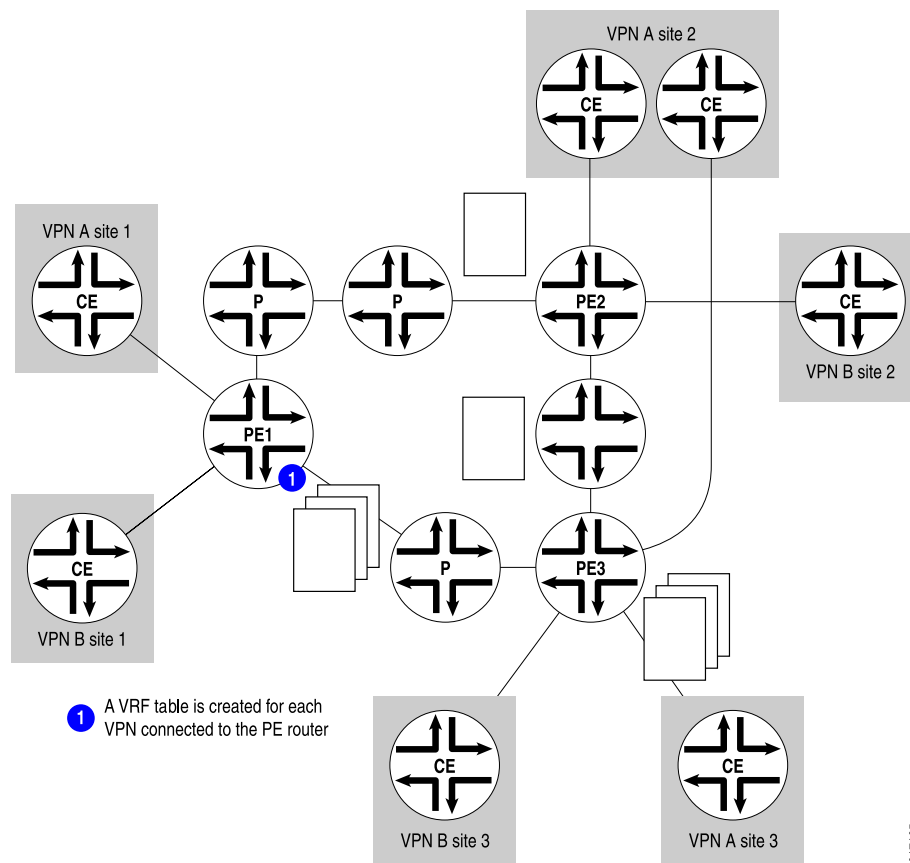 VPN A site 2
CE
CE
VPN A site 1
CE
P
P
PE2
CE
VPN B site 2
PE1
1
CE
VPN B site 1
P
PE3
1
A VRF table is created for each
VPN connected to the PE router
CE
VPN B site 3
CE
VPN A site 3